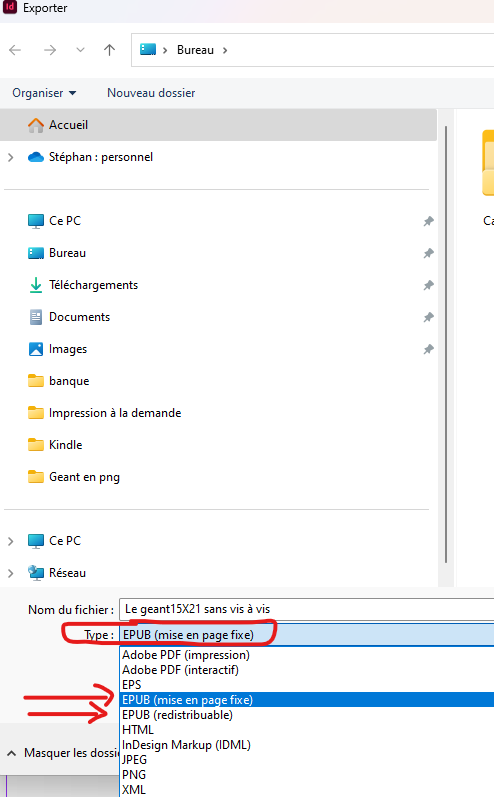 Id Exporter
Bureau
Organiser Nouveau dossier
Accueil
Stéphan : personnel
Ce PC
Bureau
Téléchargements
Documents
Images
banque
Impression à la demande
Kindle
Geant en png
Ce PC
Réseau
Nom du fichier : Le geant15X21 sans vis à vis
Type : EPUB (mise en page fixe)
Adobe PDF (impression)
Adobe PDF (interactif)
EPS
EPUB (mise en page fixe)
EPUB (redistribuable)
HTML
InDesign Markup (IDML)
Masquer les dossie
JPEG
PNG
XML